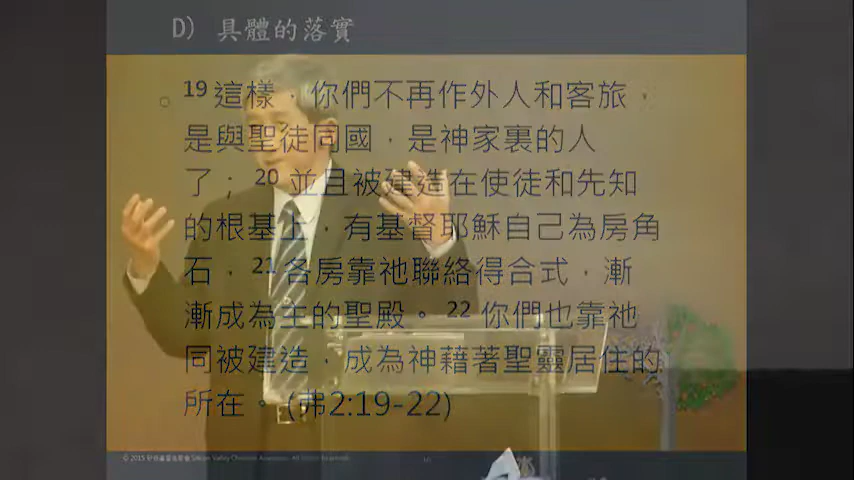 D) 具體的落實
19 這樣，你們不再作外人和客旅，
是與聖徒同國，是神家裏的人
了；20 並且被建造在使徒和先知
的根基上，有基督耶穌自己為房角
石，21 各房靠祂聯絡得合式，漸
漸成為主的聖殿。22 你們也靠祂
同被建造，成為神藉著聖靈居住的
所在。(弗2:19-22)